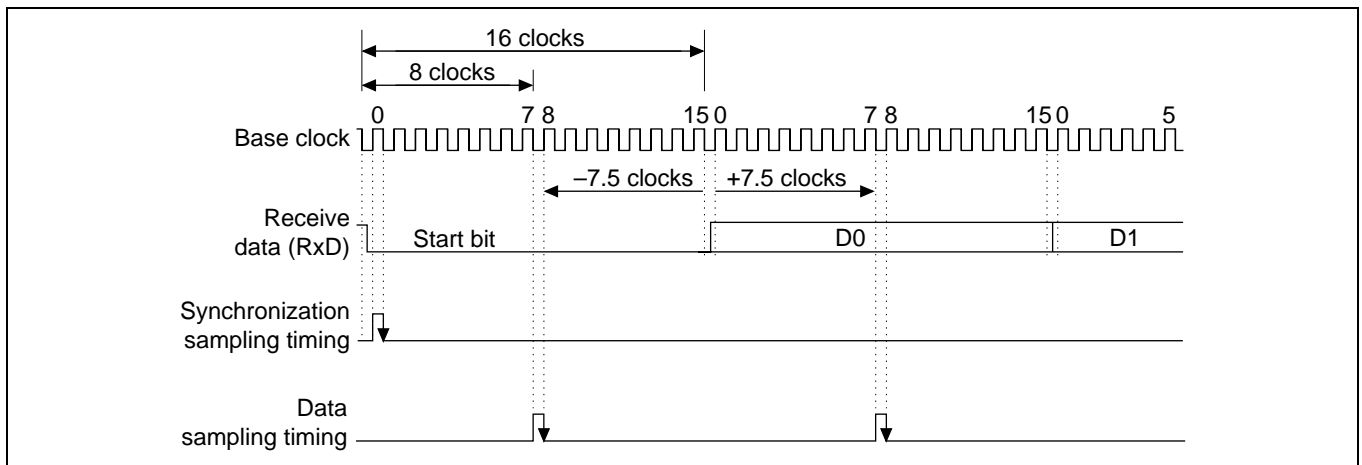 16 clocks
8 clocks
0 7 8 15 0 7 8 15 0 5
Base clock
–7.5 clocks +7.5 clocks
Receive
data (RxD)
Start bit D0 D1
Synchronization
sampling timing
Data
sampling timing